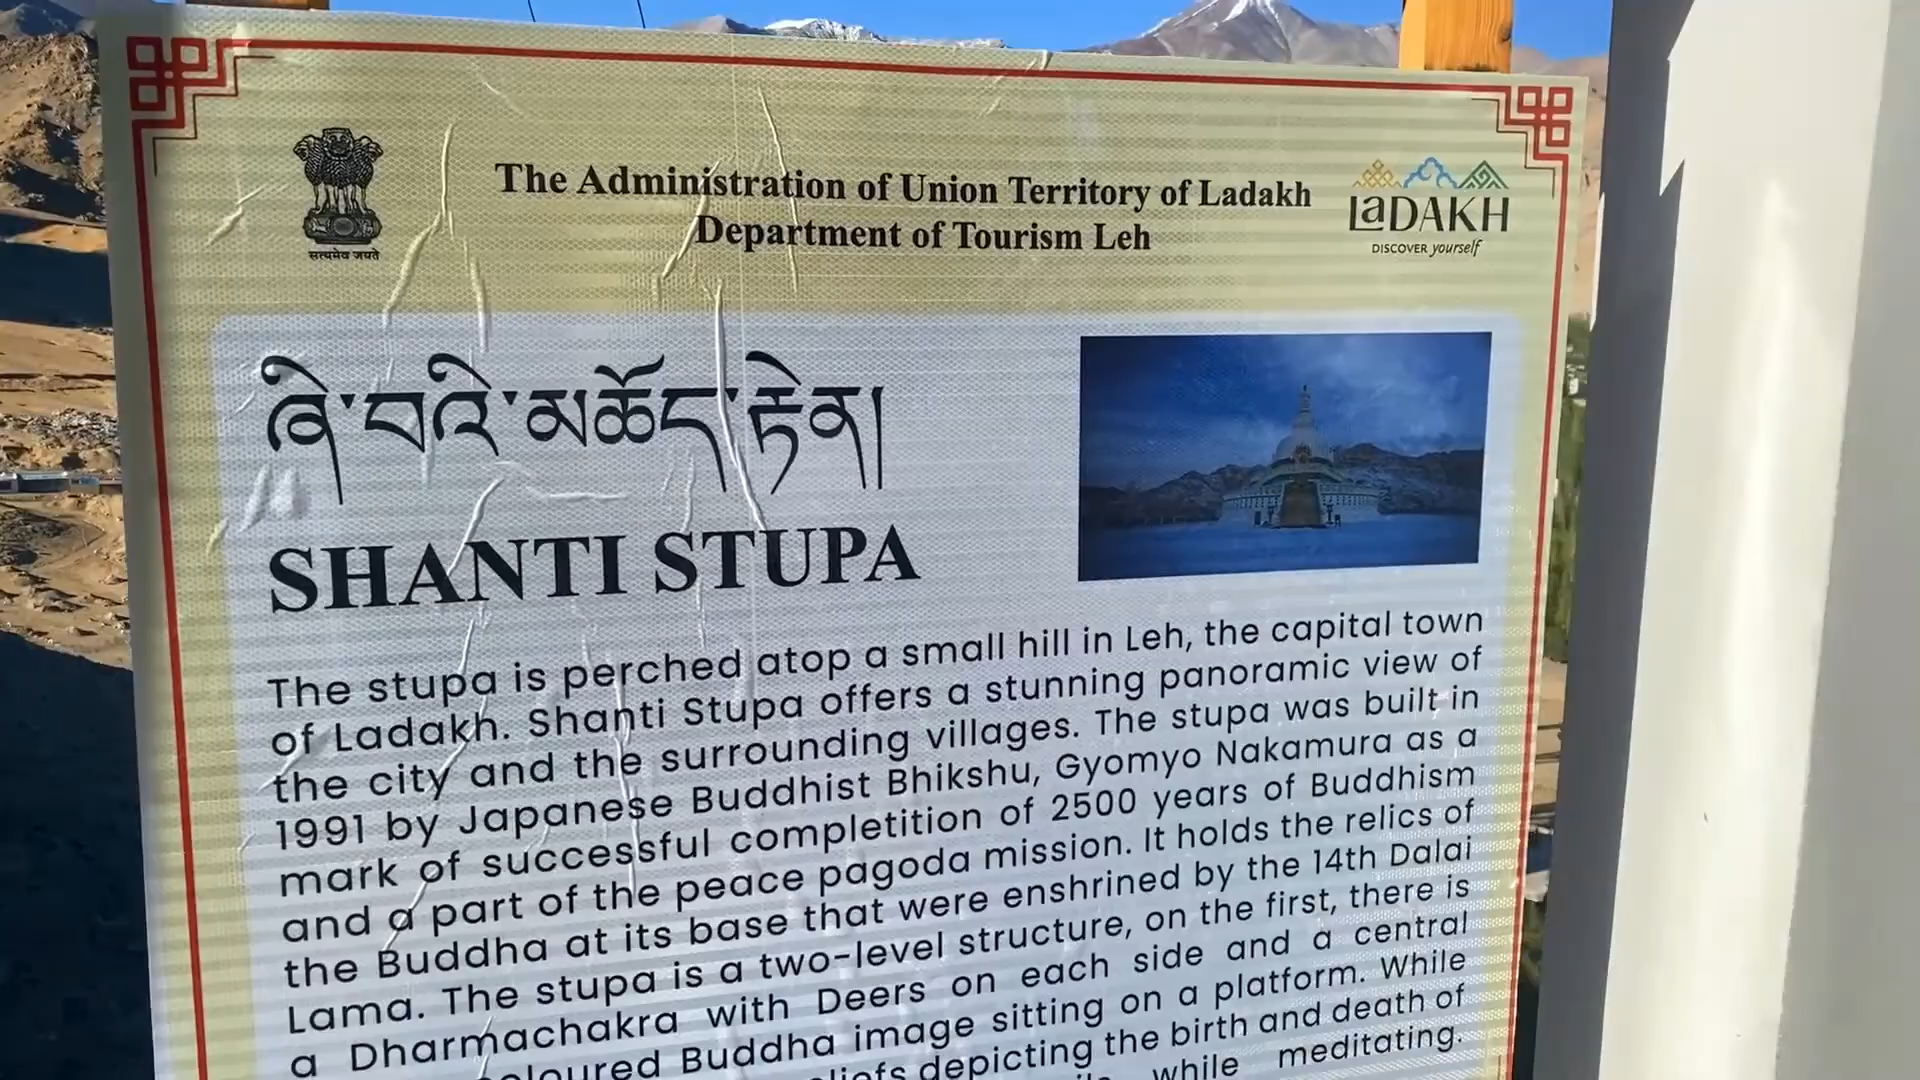 The Administration of Union Territory of Ladakh
Department of Tourism Leh
सत्यमेव जयते
LaDAKH
DISCOVER yourself
ཞི་བའི་མཆོད་རྟེན།
SHANTI STUPA
The stupa is perched atop a small hill in Leh, the capital town
of Ladakh. Shanti Stupa offers a stunning panoramic view of
the city and the surrounding villages. The stupa was built in
1991 by Japanese Buddhist Bhikshu, Gyomyo Nakamura as a
mark of successful completition of 2500 years of Buddhism
and a part of the peace pagoda mission. It holds the relics of
the Buddha at its base that were enshrined by the 14th Dalai
Lama. The stupa is a two-level structure, on the first, there is
a Dharmachakra with Deers on each side and a central
Buddha image sitting on a platform. While
depicting the birth and death of
while meditating.